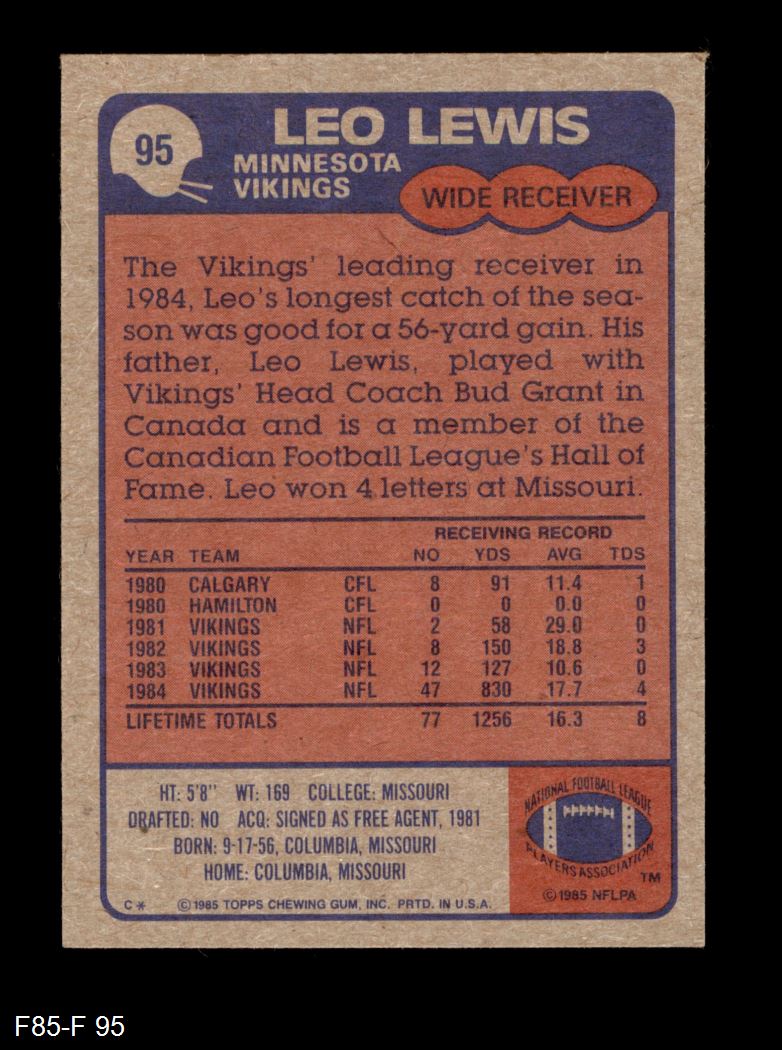 95
LEO LEWIS
MINNESOTA
VIKINGS
WIDE RECEIVER
The Vikings' leading receiver in
1984, Leo's longest catch of the sea-
son was good for a 56-yard gain. His
father, Leo Lewis, played with
Vikings' Head Coach Bud Grant in
Canada and is a member of the
Canadian Football League's Hall of
Fame. Leo won 4 letters at Missouri.
RECEIVING RECORD
YEAR TEAM NO YDS AVG TDS
1980 CALGARY CFL 8 91 11.4 1
1980 HAMILTON CFL 0 0 0.0 0
1981 VIKINGS NFL 2 58 29.0 0
1982 VIKINGS NFL 8 150 18.8 3
1983 VIKINGS NFL 12 127 10.6 0
1984 VIKINGS NFL 47 830 17.7 4
LIFETIME TOTALS 77 1256 16.3 8
HT: 5'8" WT: 169 COLLEGE: MISSOURI
DRAFTED: NO ACQ: SIGNED AS FREE AGENT, 1981
BORN: 9-17-56, COLUMBIA, MISSOURI
HOME: COLUMBIA, MISSOURI
C* © 1985 TOPPS CHEWING GUM, INC. PRTD. IN U.S.A.
NATIONAL FOOTBALL LEAGUE
PLAYERS ASSOCIATION
TM
© 1985 NFLPA
F85-F 95